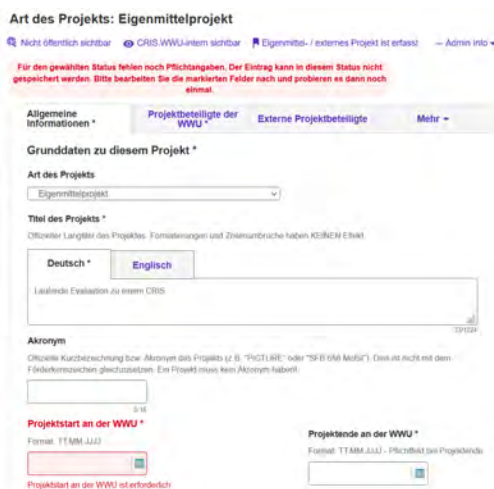 Art des Projekts: Eigenmittelprojekt
Nicht öffentlich sichtbar CRIS.WWU-intern sichtbar Eigenmittel- / externes Projekt ist erfasst Admin info
Für den gewählten Status fehlen noch Pflichtangaben. Der Eintrag kann in diesem Status nicht
gespeichert werden. Bitte bearbeiten Sie die markierten Felder nach und probieren es dann noch
einmal.
Allgemeine
Informationen *
Projektbeteiligte der
WWU *
Externe Projektbeteiligte
Mehr
Grunddaten zu diesem Projekt *
Art des Projekts
Eigenmittelprojekt
Titel des Projekts *
Offizieller Langtitel des Projektes. Formatierungen und Zeilenumbrüche haben KEINEN Effekt
Deutsch *
Englisch
Laufende Evaluation zu einem CRIS
Akronym
Offizielle Kurzbezeichnung bzw. Akronym des Projekts (z.B. "PICTURE" oder "SFB 656 MoBil"). Dies ist nicht mit dem
Förderkennzeichen gleichzusetzen. Ein Projekt muss kein Akronym haben!
Projektstart an der WWU *
Format: TT.MM.JJJJ
Projektstart an der WWU ist erforderlich
Projektende an der WWU *
Format: TT.MM.JJJJ - Pflichtfeld bei Projektende